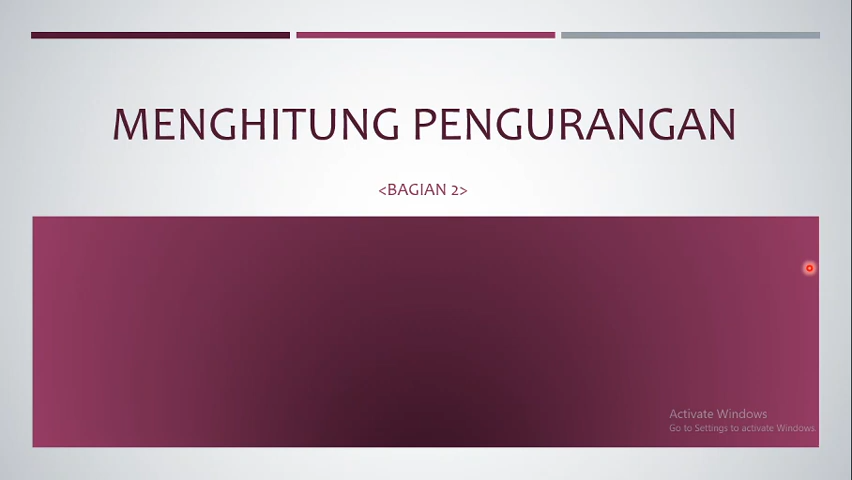 MENGHITUNG PENGURANGAN
<BAGIAN 2>
Activate Windows
Go to Settings to activate Windows.